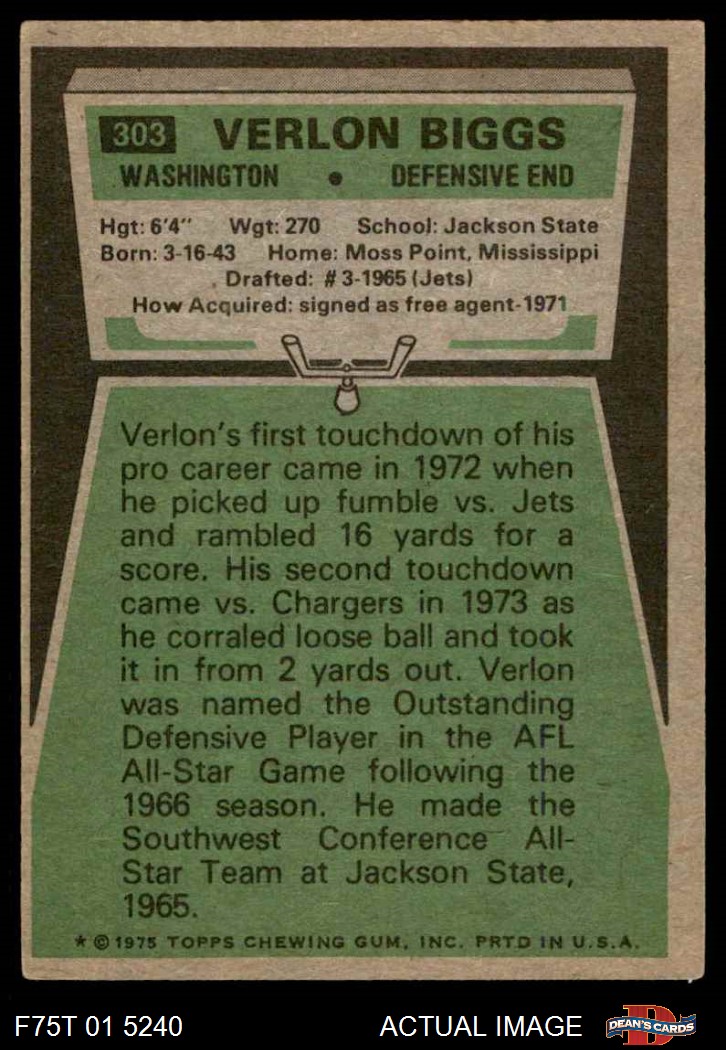 303 VERLON BIGGS
WASHINGTON • DEFENSIVE END
Hgt: 6'4" Wgt: 270 School: Jackson State
Born: 3-16-43 Home: Moss Point, Mississippi
Drafted: #3-1965 (Jets)
How Acquired: signed as free agent-1971
Verlon's first touchdown of his
pro career came in 1972 when
he picked up fumble vs. Jets
and rambled 16 yards for a
score. His second touchdown
came vs. Chargers in 1973 as
he corraled loose ball and took
it in from 2 yards out. Verlon
was named the Outstanding
Defensive Player in the AFL
All-Star Game following the
1966 season. He made the
Southwest Conference All-
Star Team at Jackson State,
1965.
* © 1975 TOPPS CHEWING GUM, INC. PRTD IN U.S.A.
F75T 01 5240 ACTUAL IMAGE D DEAN'S CARDS